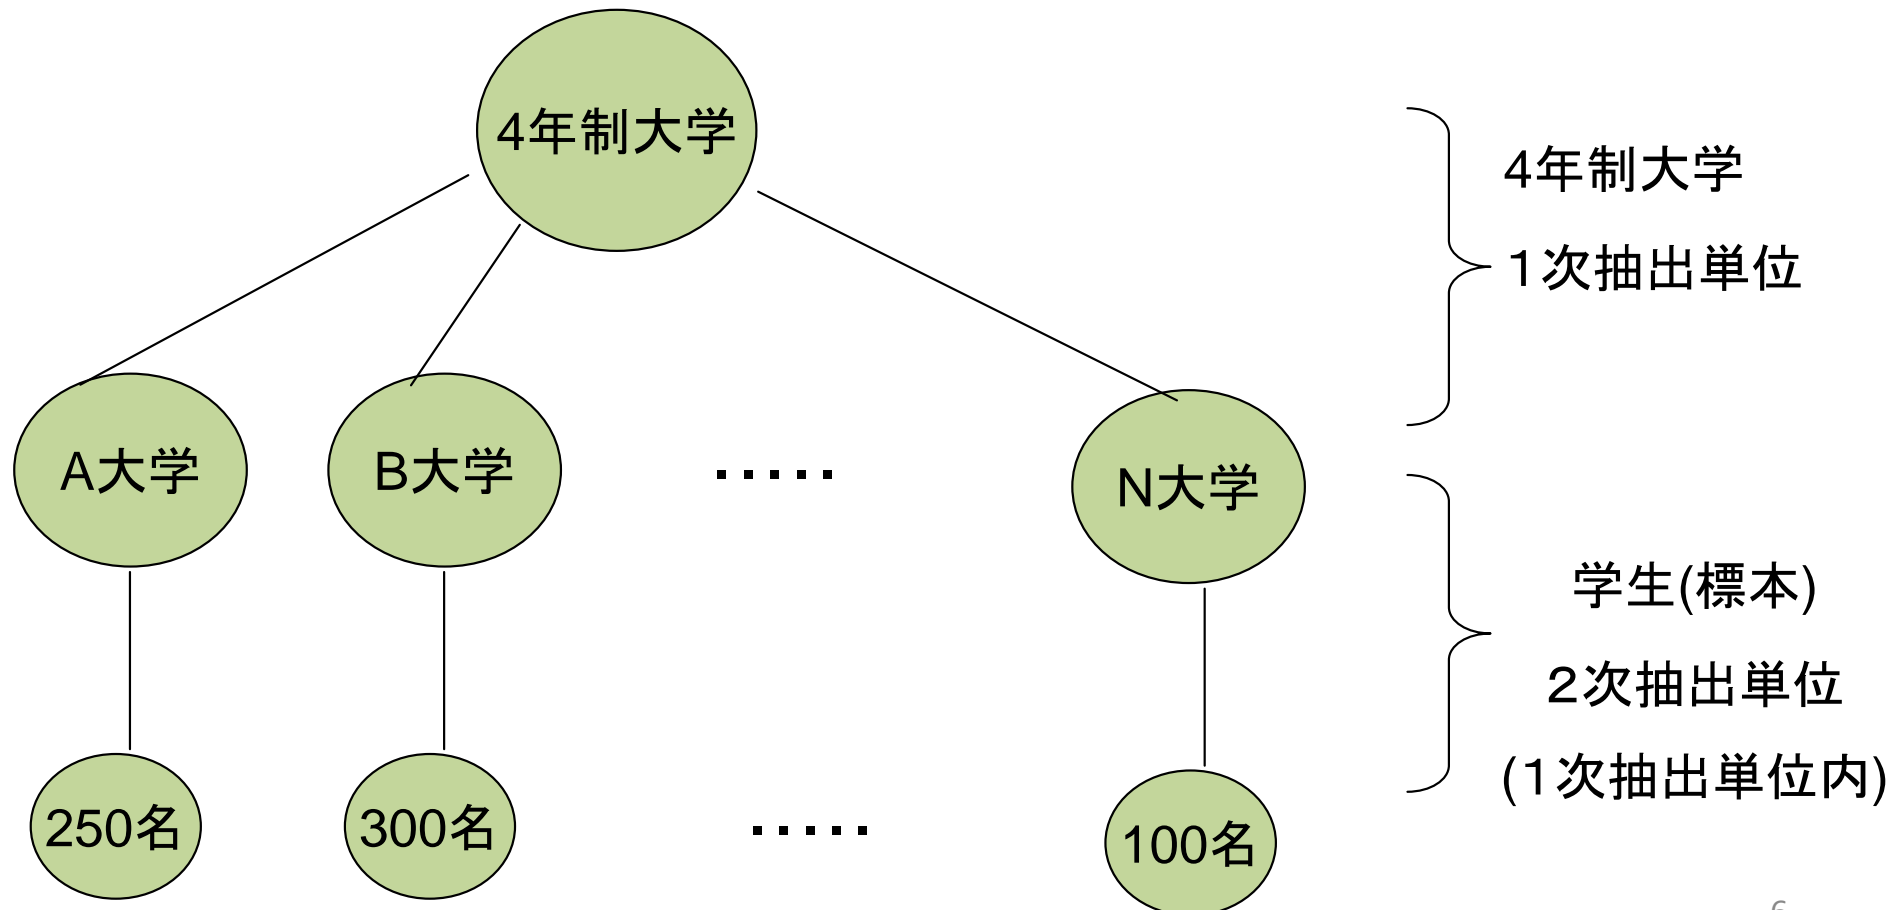 4年制大学
4年制大学
1次抽出単位
A大学
B大学
.....
N大学
学生(標本)
2次抽出単位
(1次抽出単位内)
250名
300名
.....
100名